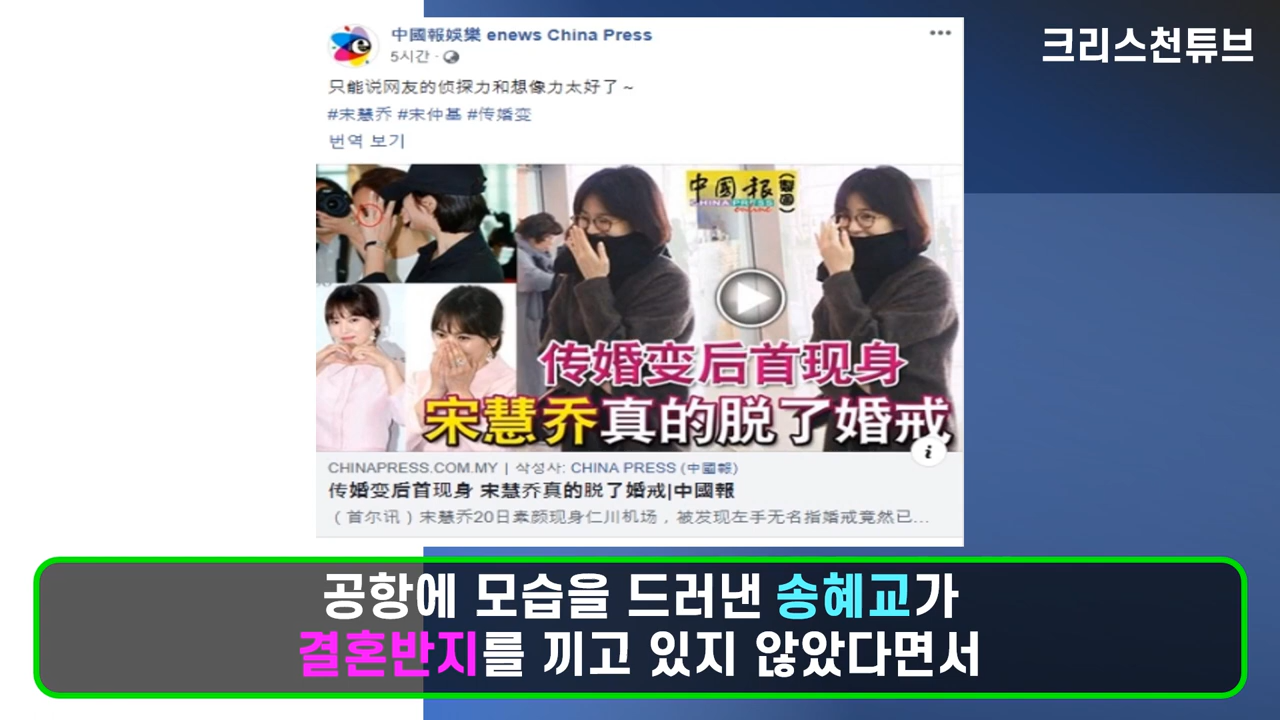 中國報娛樂 enews China Press
5시간
크리스천튜브
只能说网友的侦探力和想像力太好了~
#宋慧乔 #宋仲基 #传婚变
번역 보기
中國報
CHINA PRESS
online
传婚变后首现身
宋慧乔真的脱了婚戒
CHINAPRESS.COM.MY | 작성자: CHINA PRESS (中國報)
传婚变后首现身 宋慧乔真的脱了婚戒|中國報
（首尔讯）宋慧乔20日素颜现身仁川机场，被发现左手无名指婚戒竟然已...
공항에 모습을 드러낸 송혜교가
결혼반지를 끼고 있지 않았다면서